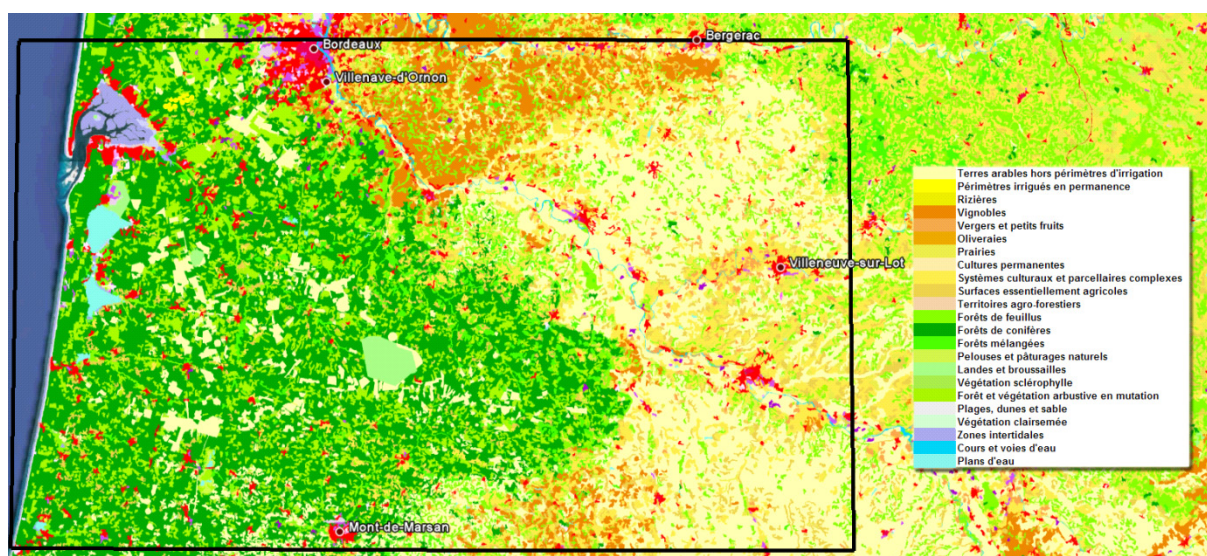 Bordeaux
Bergerac
Villenave-d'Ornon
Villeneuve-sur-Lot
Mont-de-Marsan
Terres arables hors périmètres d'irrigation
Périmètres irrigués en permanence
Rizières
Vignobles
Vergers et petits fruits
Oliveraies
Prairies
Cultures permanentes
Systèmes culturaux et parcellaires complexes
Surfaces essentiellement agricoles
Territoires agro-forestiers
Forêts de feuillus
Forêts de conifères
Forêts mélangées
Pelouses et pâturages naturels
Landes et broussailles
Végétation sclérophylle
Forêt et végétation arbustive en mutation
Plages, dunes et sable
Végétation clairsemée
Zones intertidales
Cours et voies d'eau
Plans d'eau